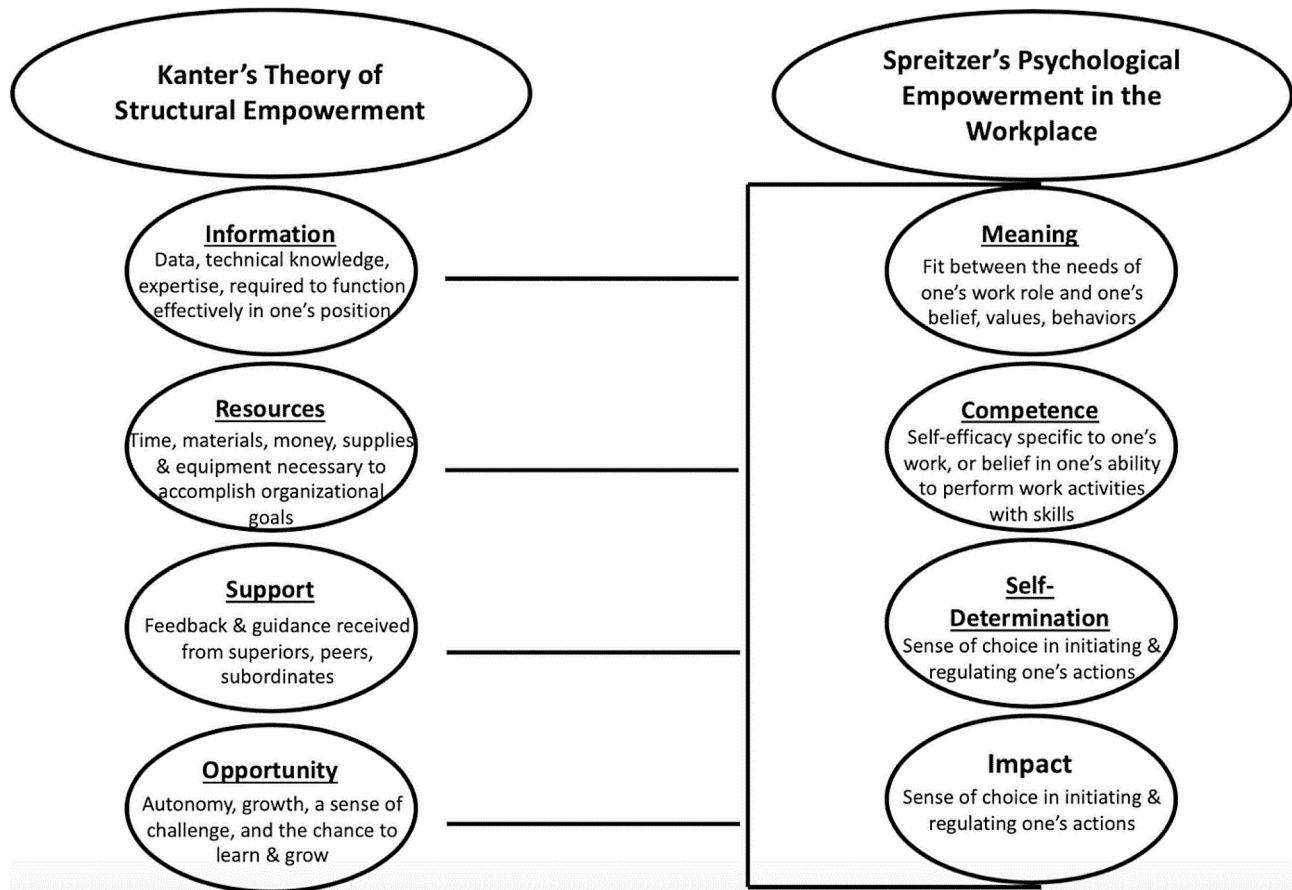 Kanter's Theory of
Structural Empowerment
Information
Data, technical knowledge,
expertise, required to function
effectively in one's position
Resources
Time, materials, money, supplies
& equipment necessary to
accomplish organizational
goals
Support
Feedback & guidance received
from superiors, peers,
subordinates
Opportunity
Autonomy, growth, a sense of
challenge, and the chance to
learn & grow
Spreitzer's Psychological
Empowerment in the
Workplace
Meaning
Fit between the needs of
one's work role and one's
belief, values, behaviors
Competence
Self-efficacy specific to one's
work, or belief in one's ability
to perform work activities
with skills
Self-
Determination
Sense of choice in initiating &
regulating one's actions
Impact
Sense of choice in initiating &
regulating one's actions